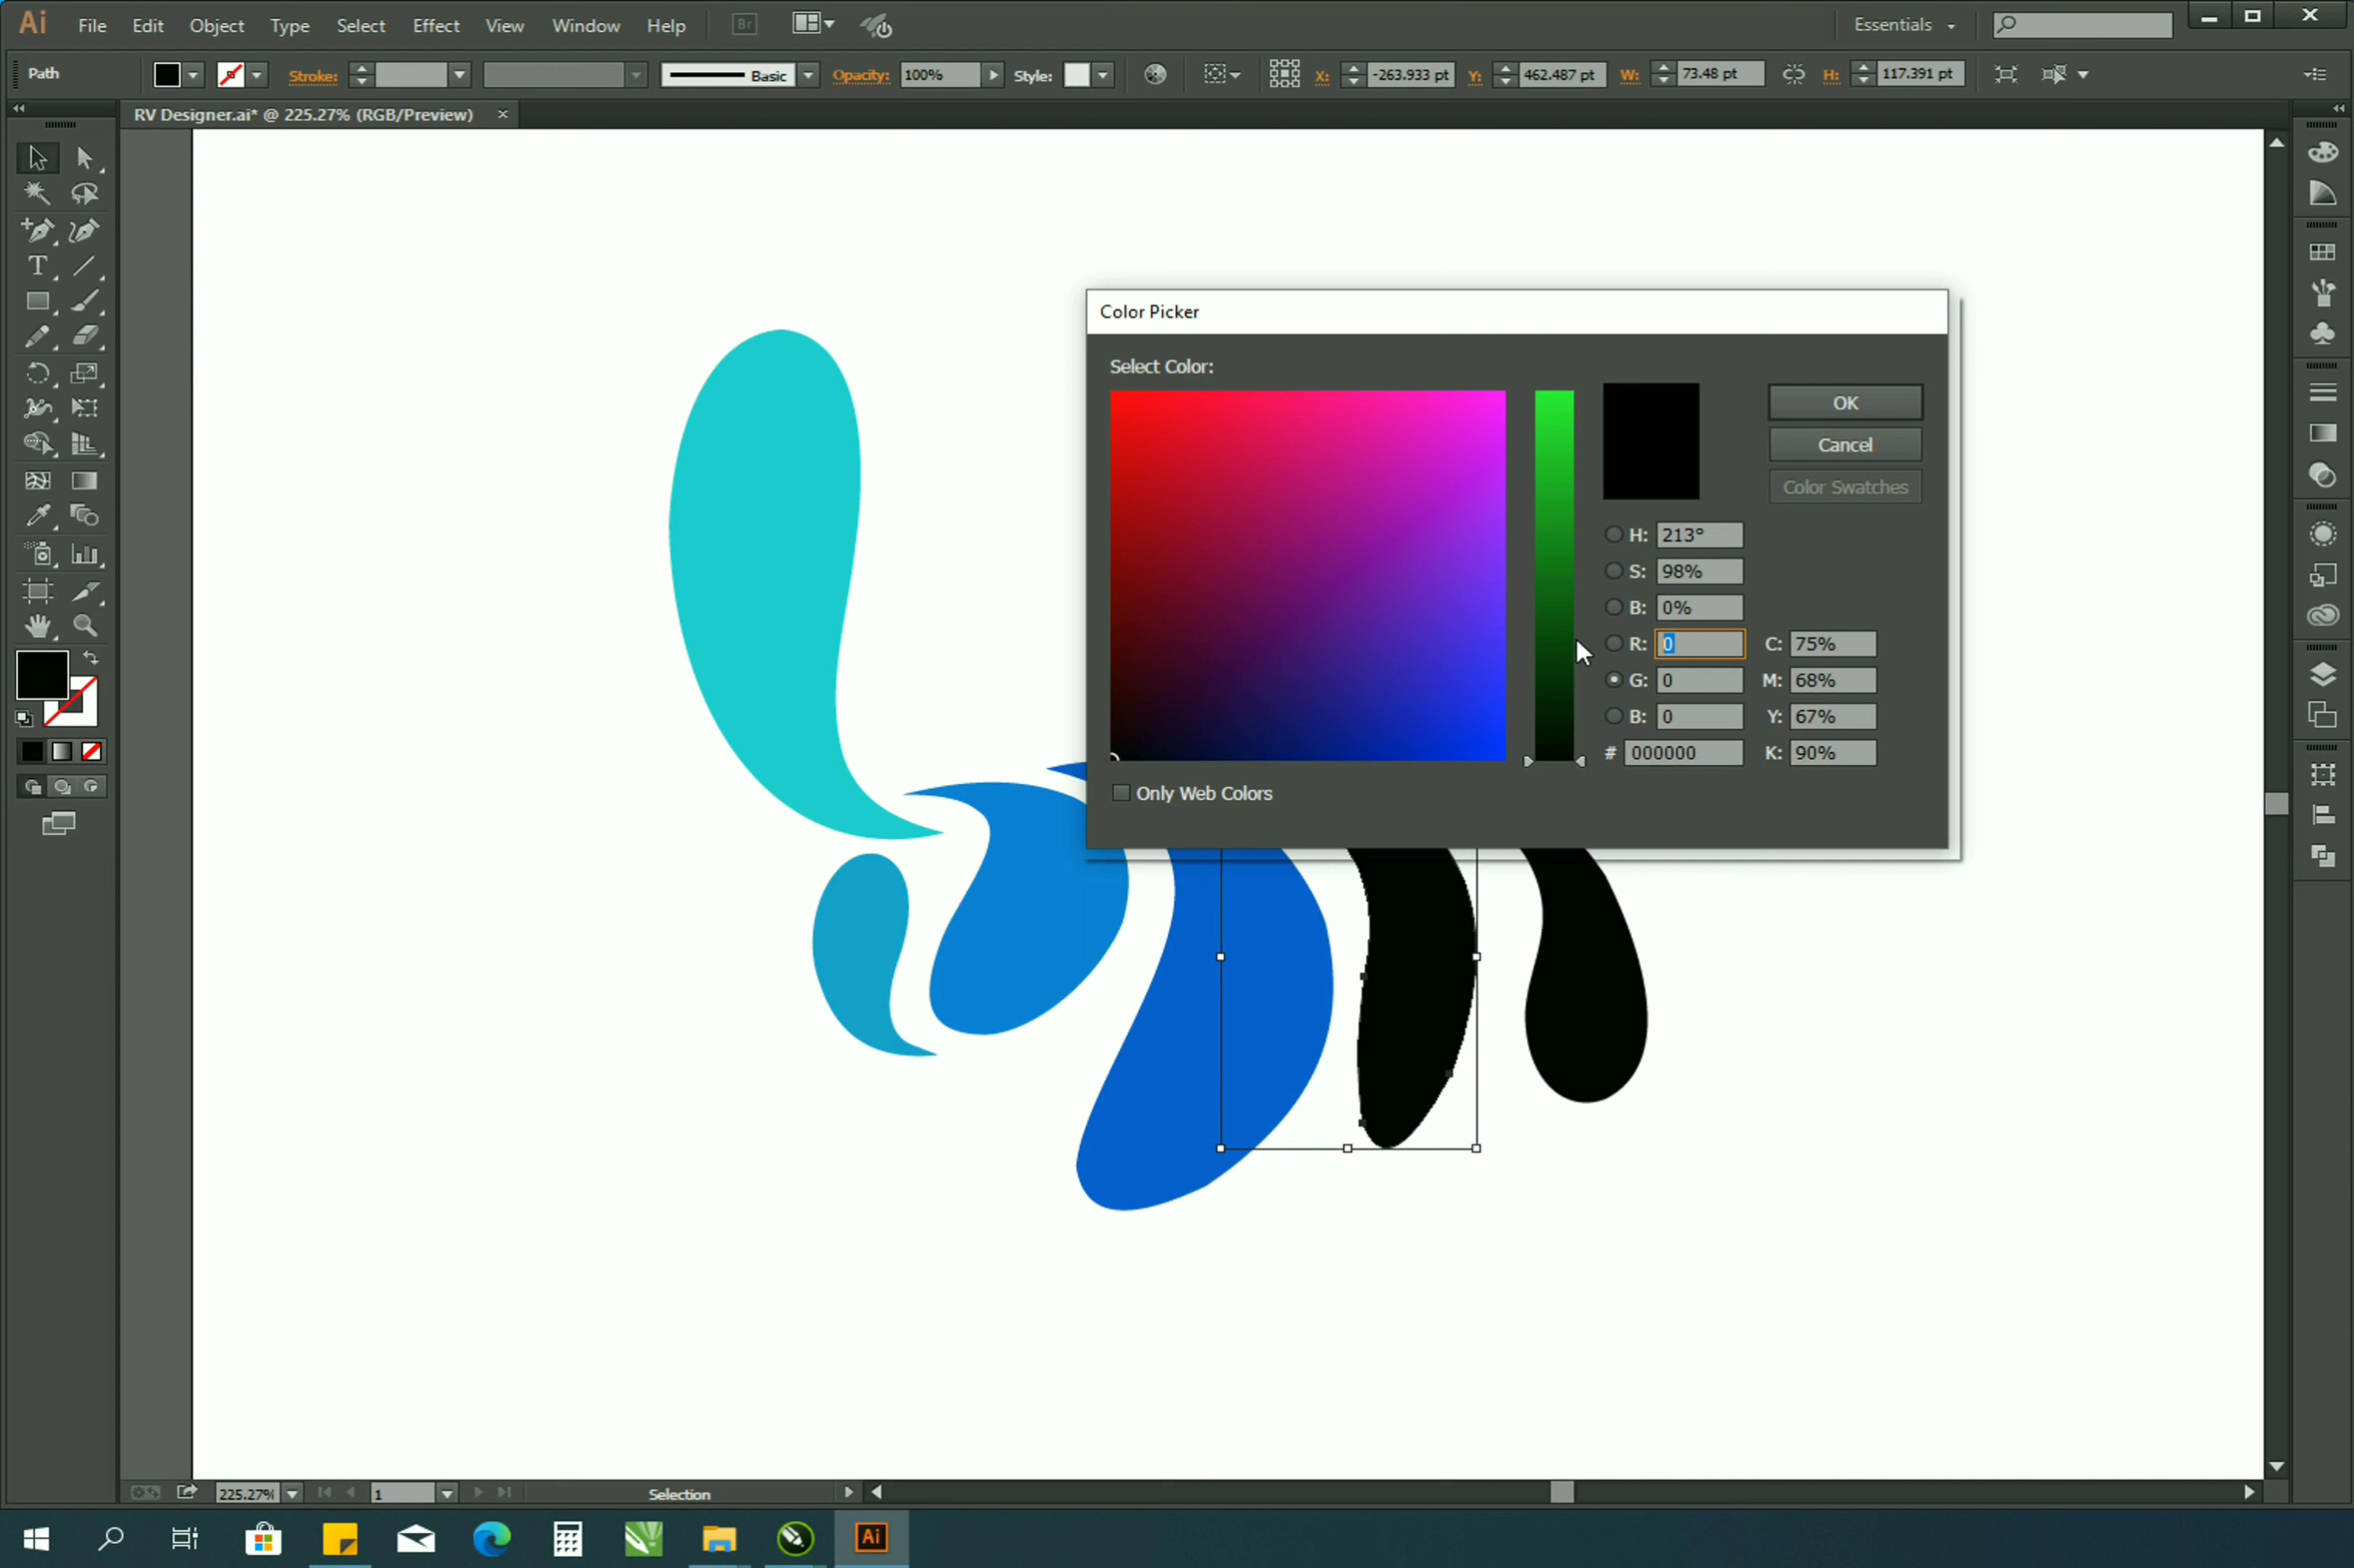 Ai File Edit Object Type Select Effect View Window Help Br Essentials
Path Stroke: Basic Opacity: 100% Style: X: -263.933 pt Y: 462.487 pt W: 73.48 pt H: 117.391 pt
RV Designer.ai* @ 225.27% (RGB/Preview) ×
Color Picker
Select Color:
OK
Cancel
Color Swatches
H: 213°
S: 98%
B: 0%
R: 0 C: 75%
G: 0 M: 68%
B: 0 Y: 67%
# 000000 K: 90%
Only Web Colors
225.27% 1 Selection
Ai